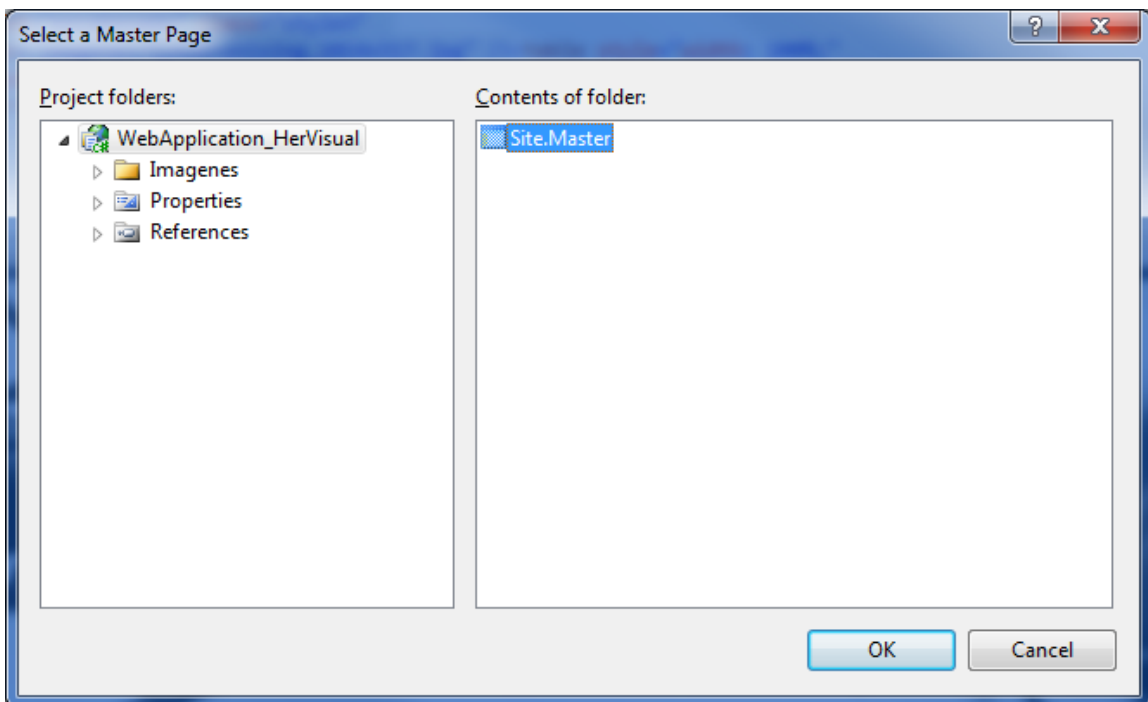 Select a Master Page
?
X
Project folders:
Contents of folder:
WebApplication_HerVisual
Imagenes
Properties
References
Site.Master
OK
Cancel